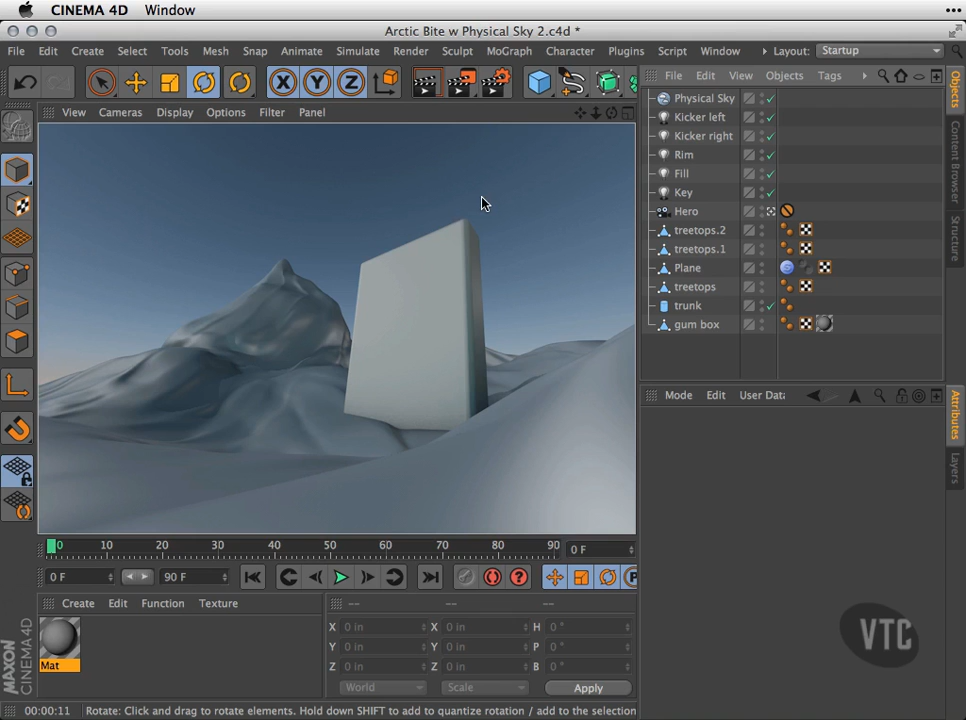 CINEMA 4D Window
Arctic Bite w Physical Sky 2.c4d *
File Edit Create Select Tools Mesh Snap Animate Simulate Render Sculpt MoGraph Character Plugins Script Window Layout: Startup
X Y Z
File Edit View Objects Tags
View Cameras Display Options Filter Panel
Physical Sky
Kicker left
Kicker right
Rim
Fill
Key
Hero
treetops.2
treetops.1
Plane
treetops
trunk
gum box
Objects
Content Browser
Structure
Mode Edit User Data
Attributes
Layers
0 10 20 30 40 50 60 70 80 90 0 F
0 F 90 F
P
Create Edit Function Texture
-- -- --
X 0 in X 0 in H 0 °
Y 0 in Y 0 in P 0 °
Z 0 in Z 0 in B 0 °
World Scale Apply
Mat
MAXON
CINEMA 4D
VTC
00:00:11 Rotate: Click and drag to rotate elements. Hold down SHIFT to add to quantize rotation / add to the selection